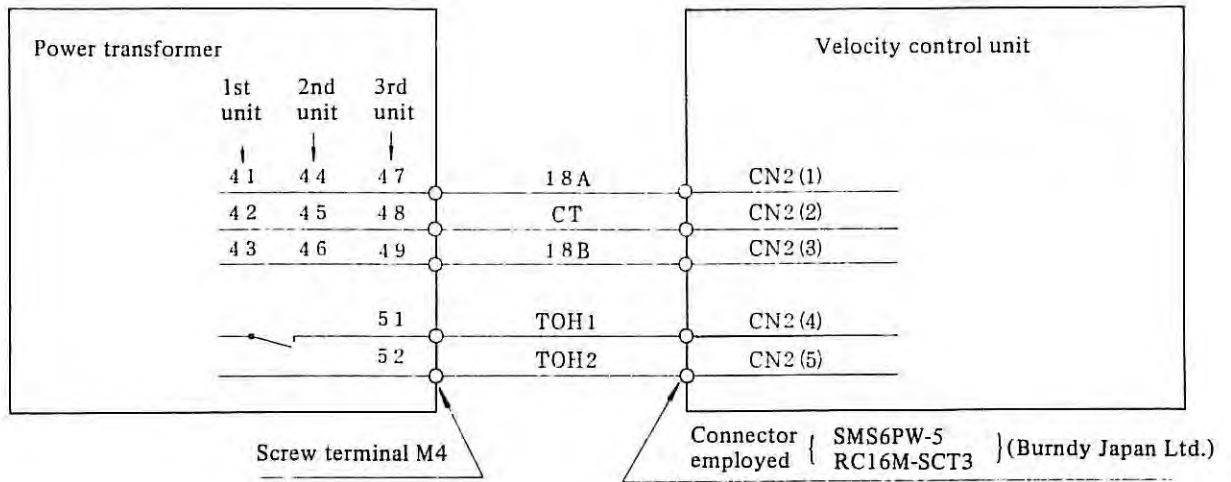 Power transformer
Velocity control unit
1st unit
2nd unit
3rd unit
41 44 47 18A CN2(1)
42 45 48 CT CN2(2)
43 46 49 18B CN2(3)
51 TOH1 CN2(4)
52 TOH2 CN2(5)
Screw terminal M4
Connector employed { SMS6PW-5 RC16M-SCT3 } (Burndy Japan Ltd.)